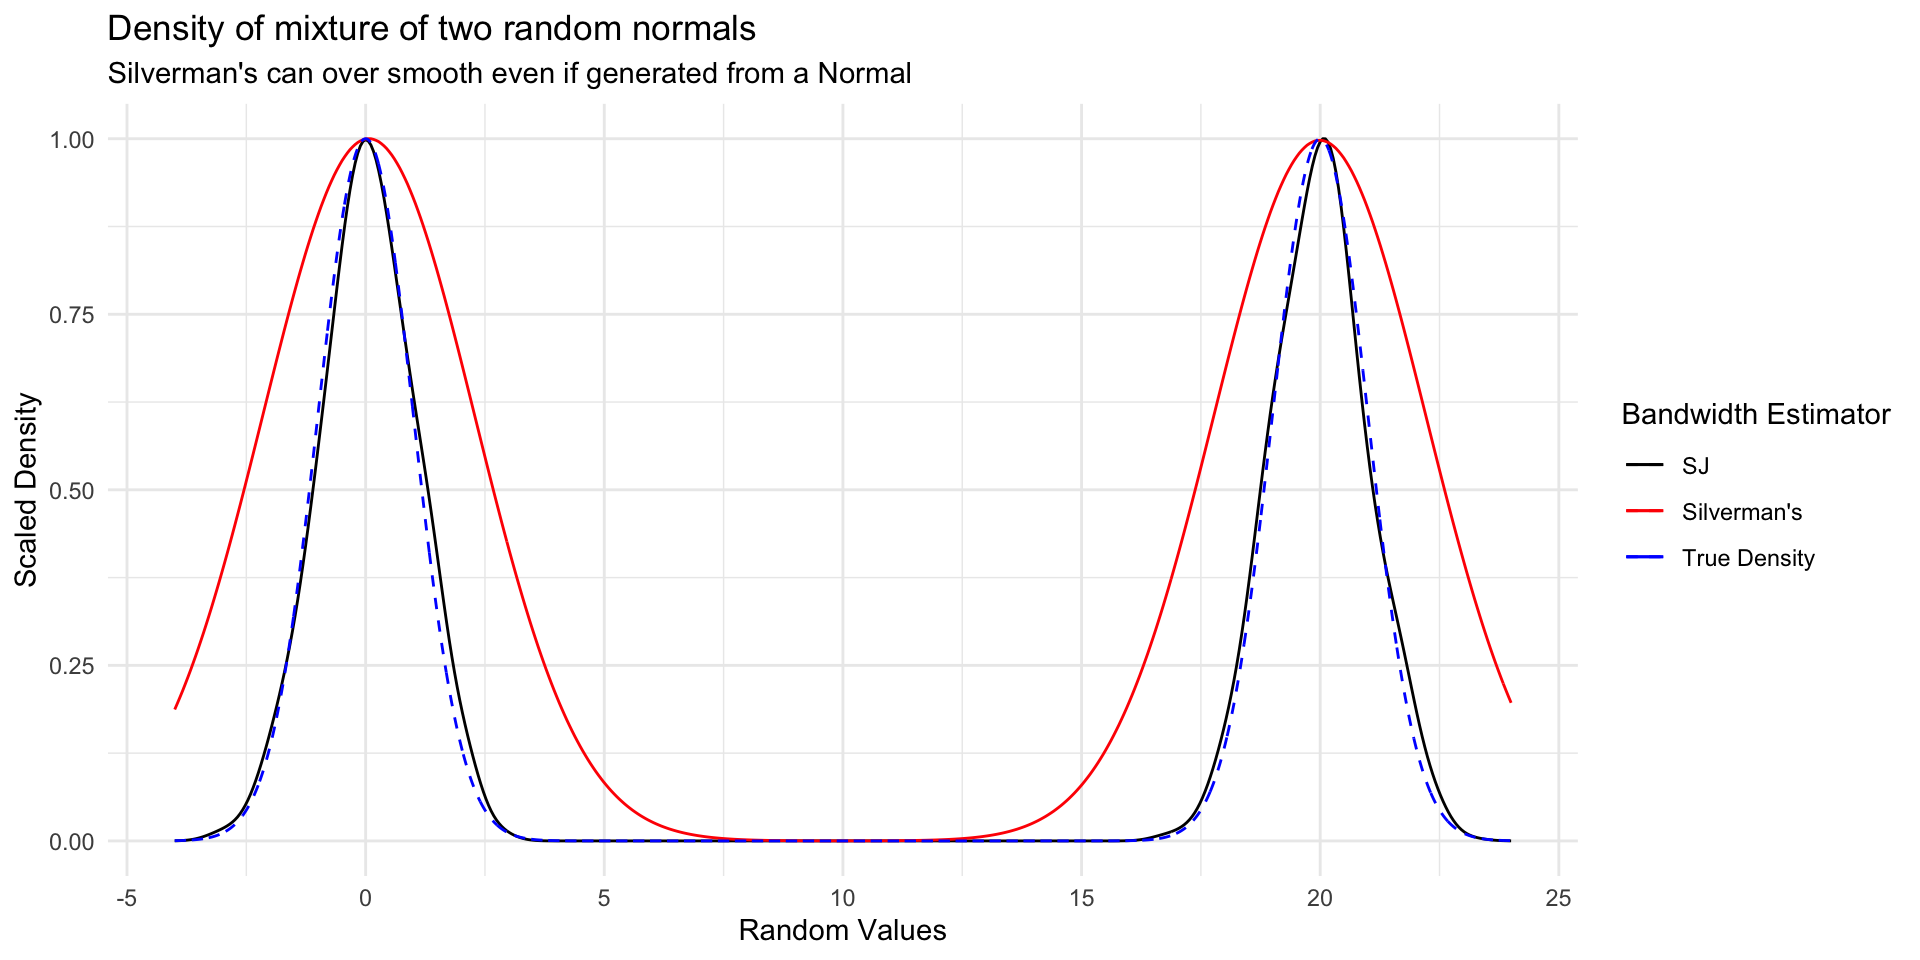 Density of mixture of two random normals
Silverman's can over smooth even if generated from a Normal
1.00
0.75
0.50
0.25
0.00
Scaled Density
-5 0 5 10 15 20 25
Random Values
Bandwidth Estimator
SJ
Silverman's
True Density